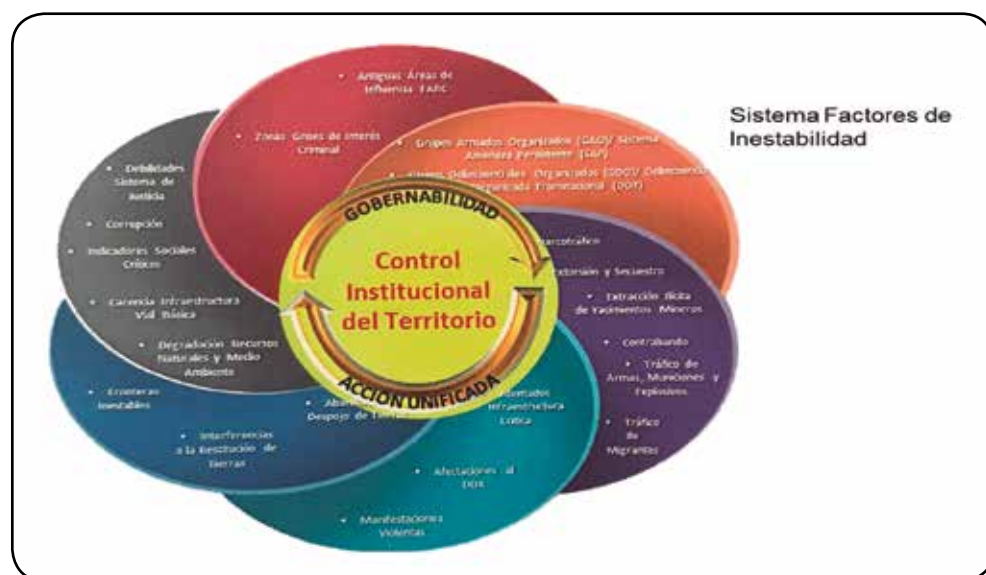 Sistema Factores de
Inestabilidad
• Antiguas Áreas de
Influencia FARC
• Zonas Grises de Interés
Criminal
• Grupos Armados Organizados (GAO)/ Sistema
Amenaza Persistente (SAP)
Delincuenciales Organizados (GDO)/ Delincuencia
Organizada Transnacional (DOT)
Narcotráfico
Extorsión y Secuestro
• Extracción Ilícita
de Yacimientos Mineros
• Contrabando
• Tráfico de
Armas, Municiones y
Explosivos
• Tráfico
de
Migrantes
Infraestructura
Crítica
• Afectaciones al
• Manifestaciones
Violentas
Despojo de
• Interferencias
a la Restitución de
Tierras
• Fronteras
Inestables
• Debilidades
Sistema de
Justicia
• Corrupción
• Indicadores Sociales
Críticos
• Carencia Infraestructura
Vial Básica
• Degradación Recursos
Naturales y Medio
Ambiente
GOBERNABILIDAD
Control
Institucional
del Territorio
ACCION UNIFICADA